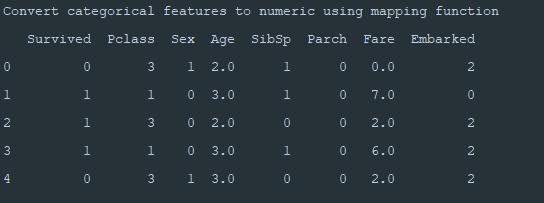 Convert categorical features to numeric using mapping function
Survived Pclass Sex Age SibSp Parch Fare Embarked
0 0 3 1 2.0 1 0 0.0 2
1 1 1 0 3.0 1 0 7.0 0
2 1 3 0 2.0 0 0 2.0 2
3 1 1 0 3.0 1 0 6.0 2
4 0 3 1 3.0 0 0 2.0 2